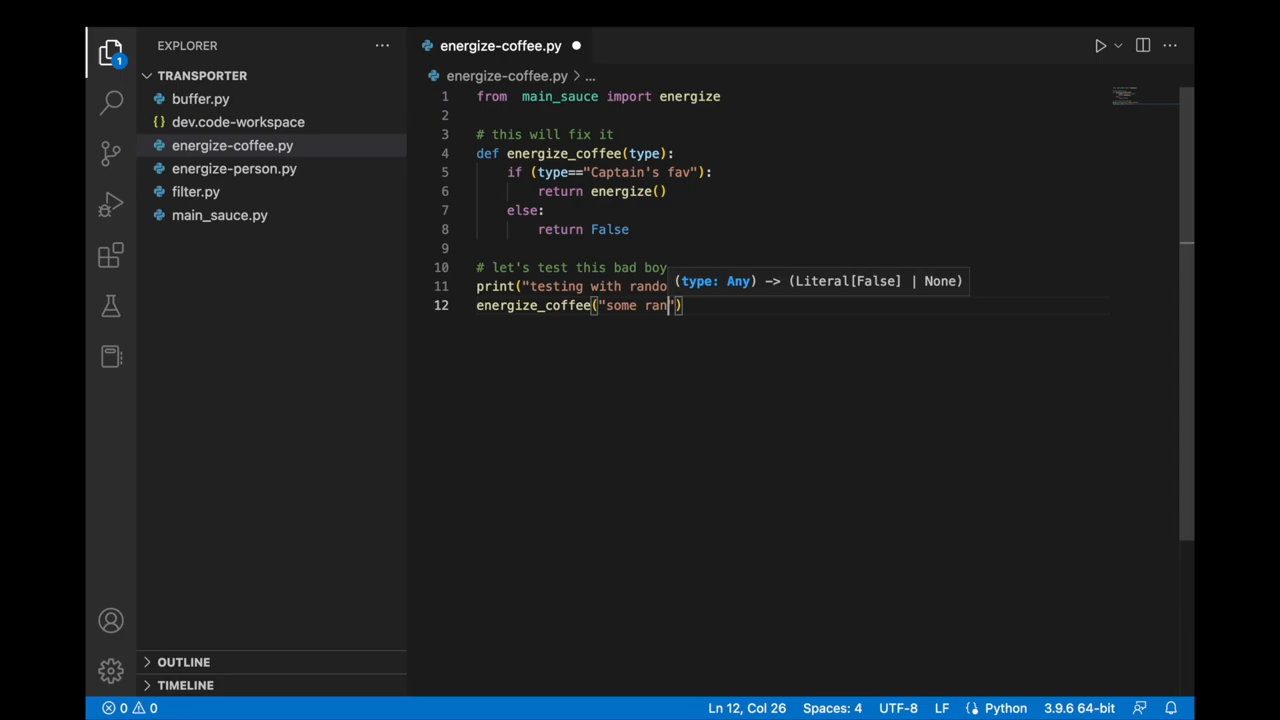 EXPLORER
energize-coffee.py
1
TRANSPORTER
buffer.py
dev.code-workspace
energize-coffee.py
energize-person.py
filter.py
main_sauce.py
energize-coffee.py > ...
1 from  main_sauce import energize
2
3 # this will fix it
4 def energize_coffee(type):
5 if (type=="Captain's fav"):
6 return energize()
7 else:
8 return False
9
10 # let's test this bad boy
(type: Any) -> (Literal[False] | None)
11 print("testing with rando
12 energize_coffee("some ran")
OUTLINE
TIMELINE
0 0 Ln 12, Col 26 Spaces: 4 UTF-8 LF Python 3.9.6 64-bit